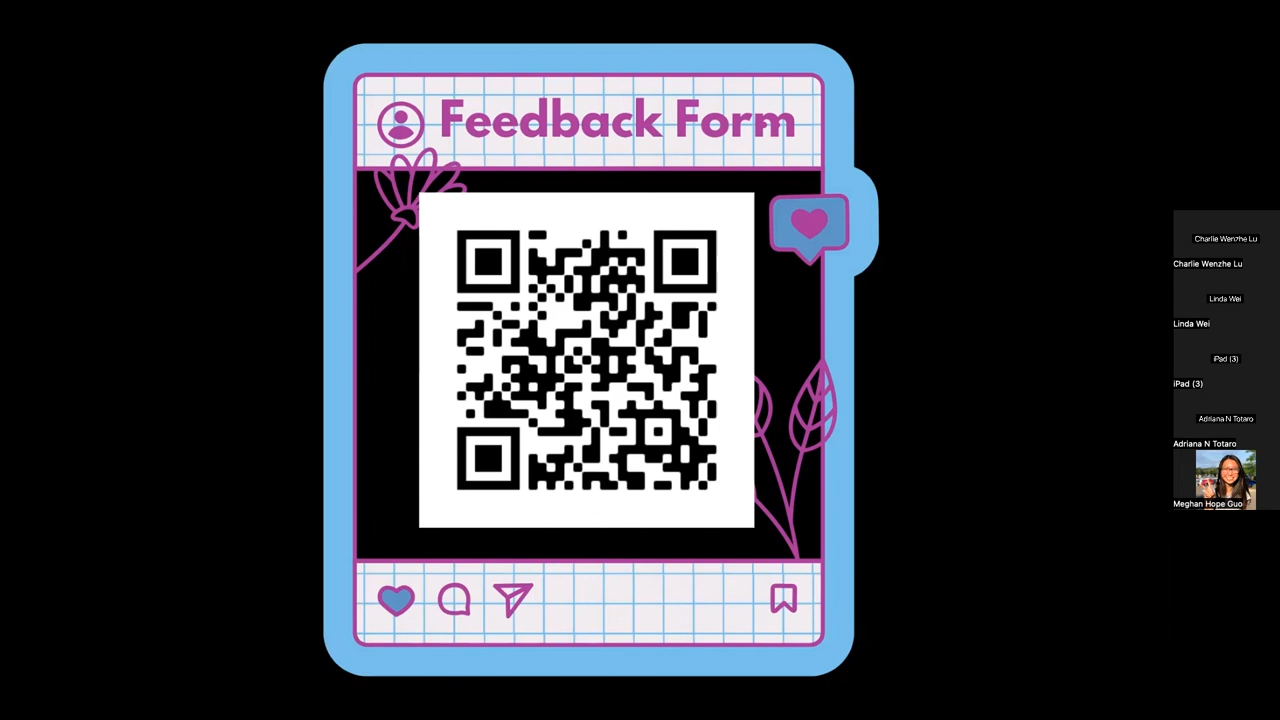 Feedback Form
Charlie Wenzhe Lu
Charlie Wenzhe Lu
Linda Wei
Linda Wei
iPad (3)
iPad (3)
Adriana N Totaro
Adriana N Totaro
Meghan Hope Guo